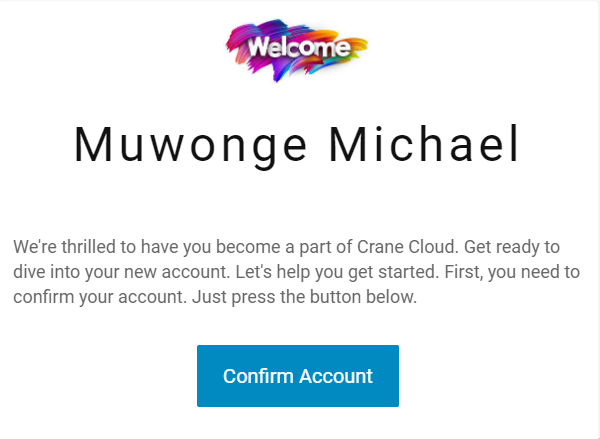 Welcome
Muwonge Michael
We're thrilled to have you become a part of Crane Cloud. Get ready to
dive into your new account. Let's help you get started. First, you need to
confirm your account. Just press the button below.
Confirm Account